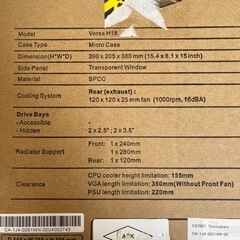 Model Versa H18
Case Type Micro Case
Dimension(H*W*D) 390 x 205 x 380 mm (15.4 x 8.1 x 15 inch)
Side Panel Transparent Window
Material SPCC
Cooling System Rear (exhaust) :
120 x 120 x 25 mm fan (1000rpm, 16dBA)
Drive Bays
- Accessible
- Hidden 2 x 2.5"; 2 x 3.5"
Radiator Support Front 1 x 240mm
1 x 280mm
Rear 1 x 120mm
Clearance CPU cooler height limitation: 155mm
VGA length limitation: 350mm(Without Front Fan)
PSU length limitation: 220mm
CA-1J4-00S1WN-00
Thermaltake